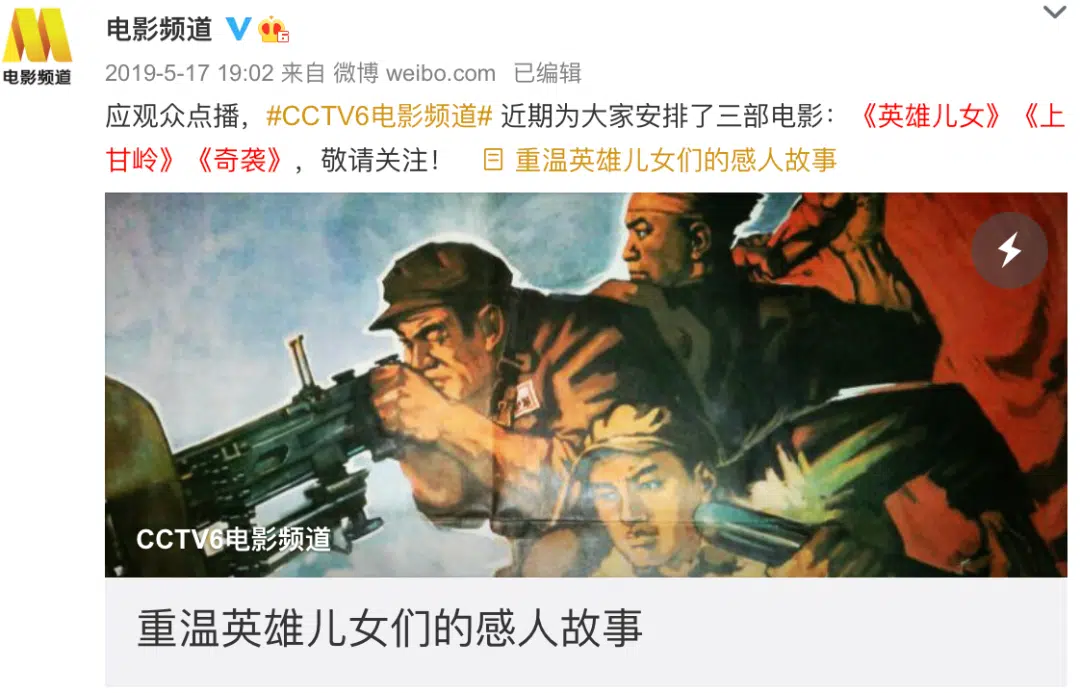 电影频道
电影频道
2019-5-17 19:02 来自 微博 weibo.com 已编辑
应观众点播，#CCTV6电影频道# 近期为大家安排了三部电影：《英雄儿女》《上
甘岭》《奇袭》，敬请关注！ 重温英雄儿女们的感人故事
CCTV6电影频道
重温英雄儿女们的感人故事